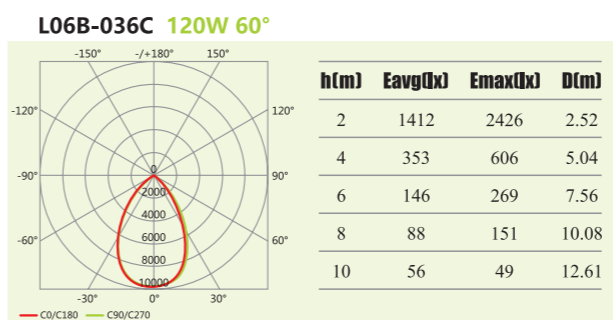 L06B-036C 120W 60°
-150° -/+180° 150°
-120° 120°
-90° 0 90°
2000
4000
-60° 6000 60°
8000
10000
-30° 0° 30°
C0/C180 C90/C270
h(m) Eavg(lx) Emax(lx) D(m)
2 1412 2426 2.52
4 353 606 5.04
6 146 269 7.56
8 88 151 10.08
10 56 49 12.61